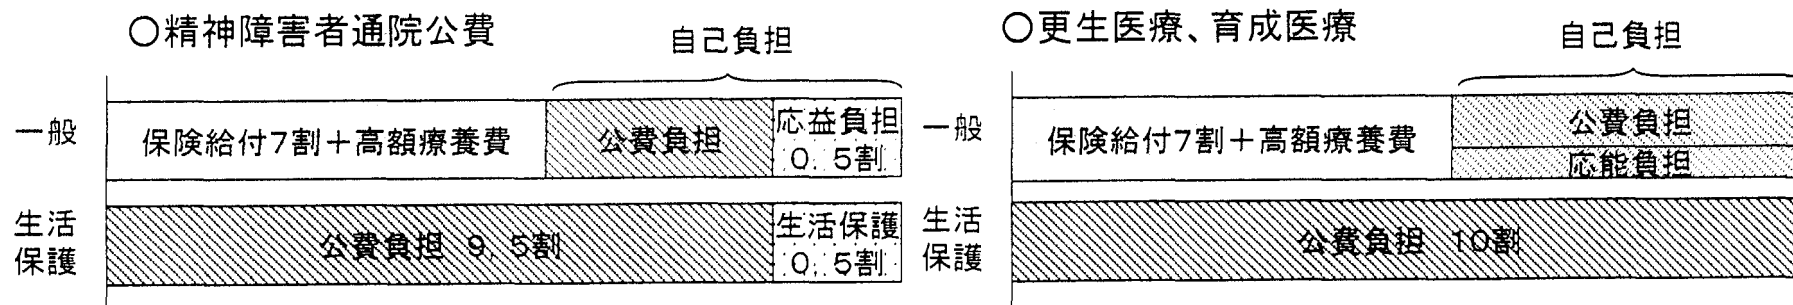 ○精神障害者通院公費
自己負担
一般
保険給付7割＋高額療養費
公費負担
応益負担
0.5割
生活
保護
公費負担 9.5割
生活保護
0.5割
○更生医療、育成医療
自己負担
一般
保険給付7割＋高額療養費
公費負担
応能負担
生活
保護
公費負担 10割